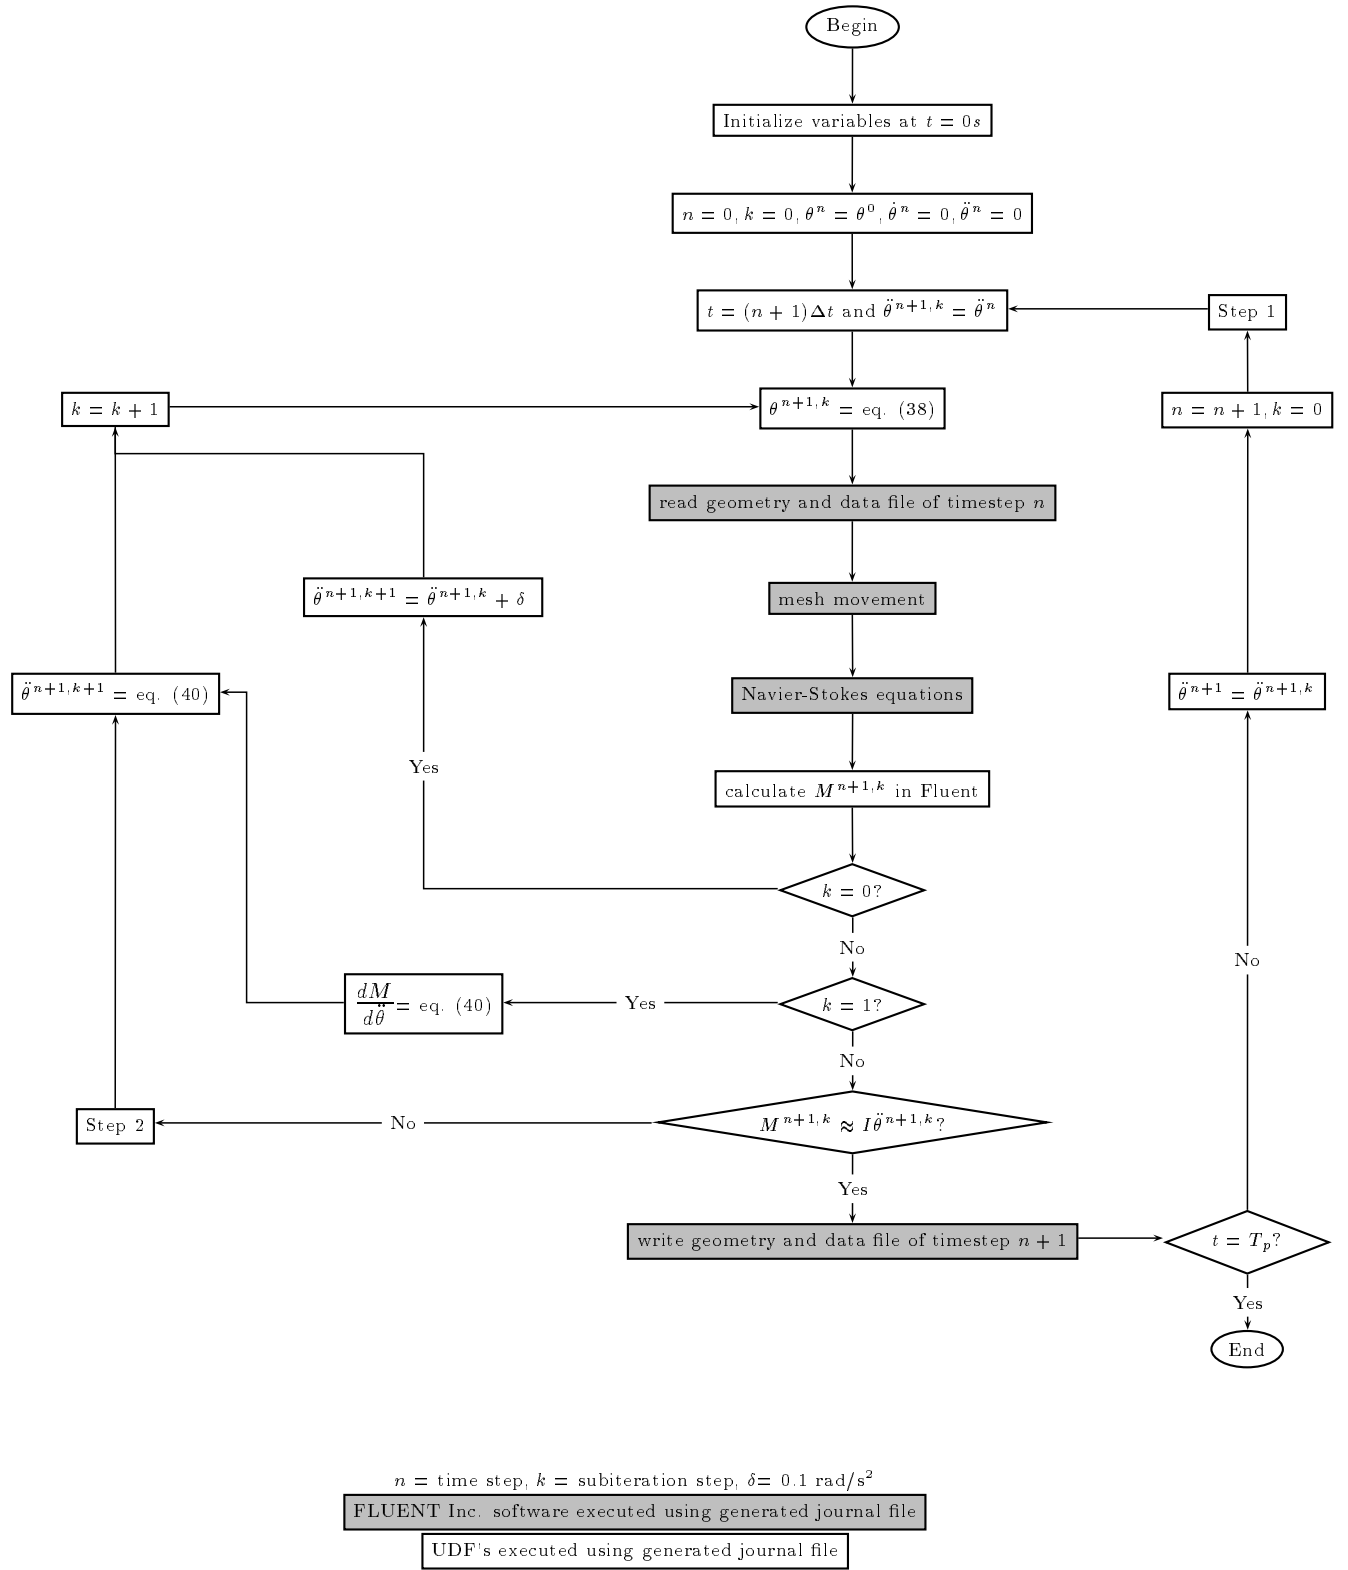 Begin
Initialize variables at t = 0s
n = 0, k = 0, θⁿ = θ⁰, θ̇ⁿ = 0, θ̈ⁿ = 0
t = (n + 1)Δt and θ̈^{n+1,k} = θ̈ⁿ
Step 1
k = k + 1
θ^{n+1,k} = eq. (38)
n = n + 1, k = 0
read geometry and data file of timestep n
θ̈^{n+1,k+1} = θ̈^{n+1,k} + δ
mesh movement
θ̈^{n+1,k+1} = eq. (40)
Navier-Stokes equations
θ̈^{n+1} = θ̈^{n+1,k}
Yes
calculate M^{n+1,k} in Fluent
k = 0?
No
No
dM/dθ̈ = eq. (40)
Yes
k = 1?
No
Step 2
No
M^{n+1,k} ≈ Iθ̈^{n+1,k}?
Yes
write geometry and data file of timestep n + 1
t = T_p?
Yes
End
n = time step, k = subiteration step, δ= 0.1 rad/s²
FLUENT Inc. software executed using generated journal file
UDF's executed using generated journal file